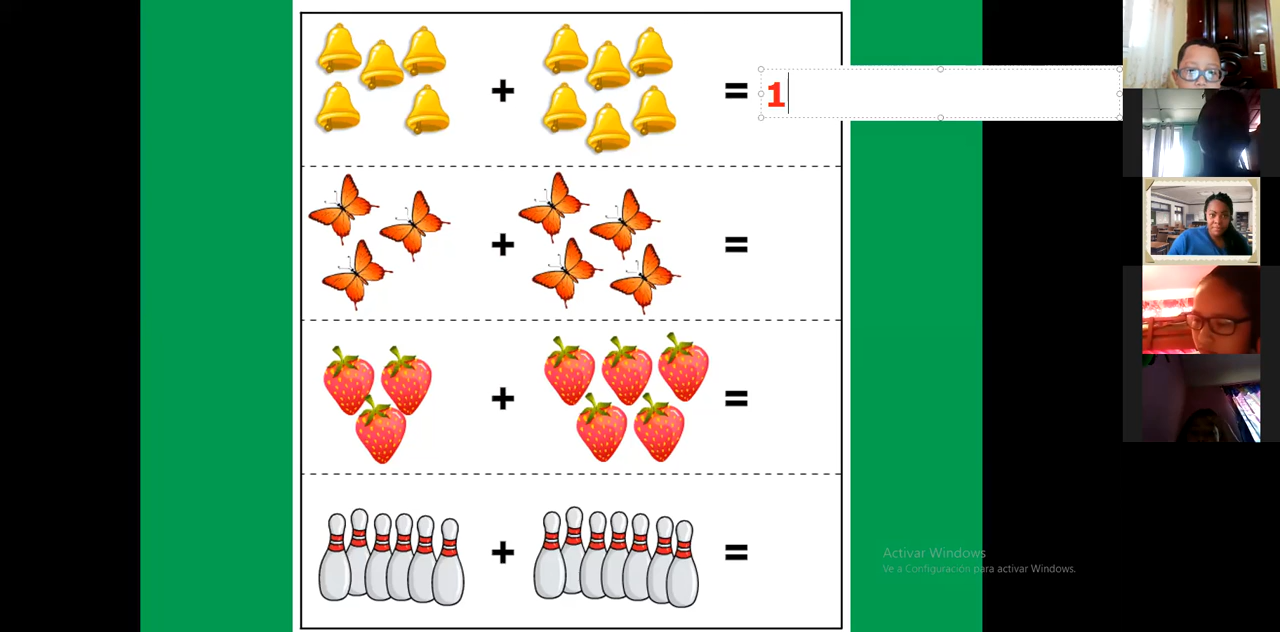 + = 1
+ =
+ =
+ =
Activar Windows
Ve a Configuración para activar Windows.